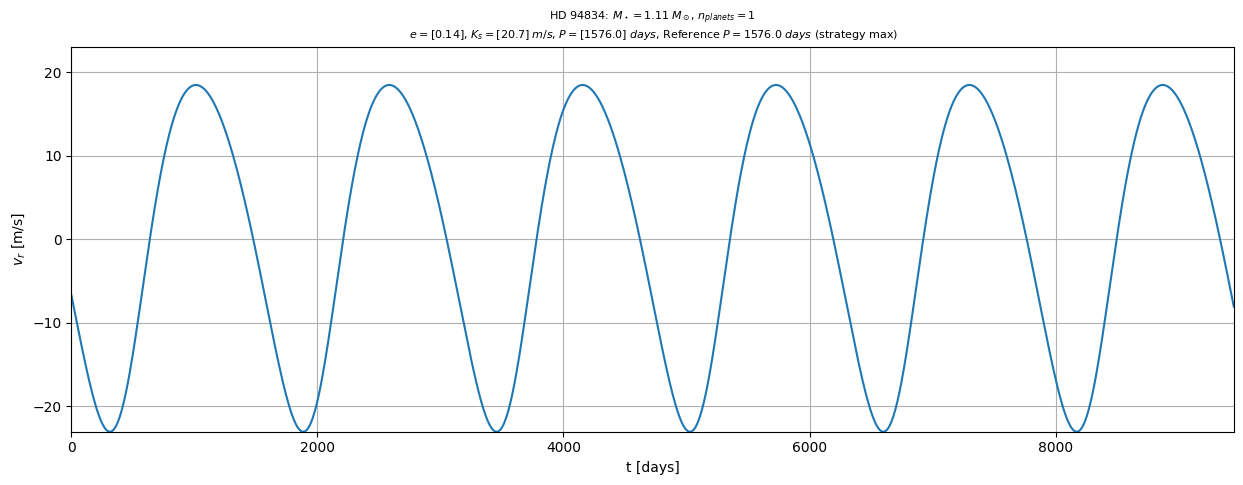 HD 94834: $M_\star = 1.11\ M_\odot$, $n_{planets} = 1$
$e = [0.14]$, $K_s = [20.7]\ m/s$, $P = [1576.0]\ days$, Reference $P = 1576.0\ days$ (strategy max)
20
10
0
−10
−20
$v_r$ [m/s]
0 2000 4000 6000 8000
t [days]